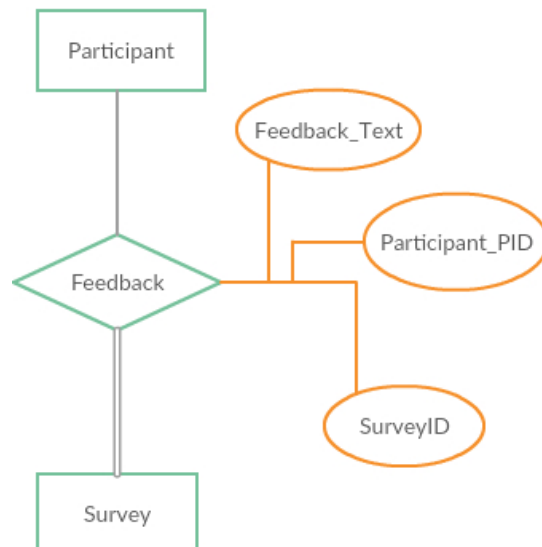 Participant
Feedback_Text
Participant_PID
Feedback
SurveyID
Survey